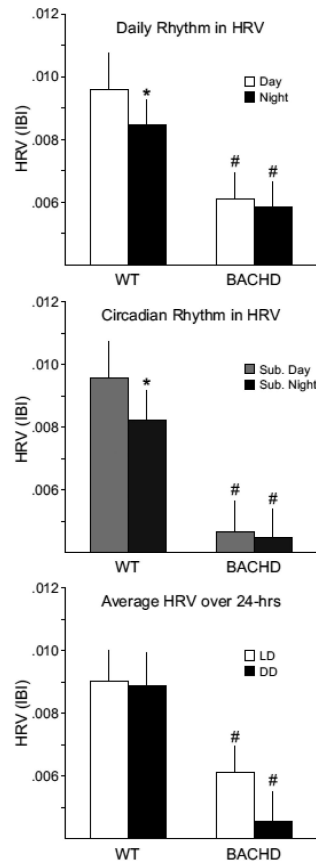 Daily Rhythm in HRV
.012
.010
.008
.006
HRV (IBI)
Day
Night
*
# #
WT BACHD
Circadian Rhythm in HRV
.012
.010
.008
.006
HRV (IBI)
Sub. Day
Sub. Night
*
# #
WT BACHD
Average HRV over 24-hrs
.012
.010
.008
.006
HRV (IBI)
LD
DD
#
#
WT BACHD